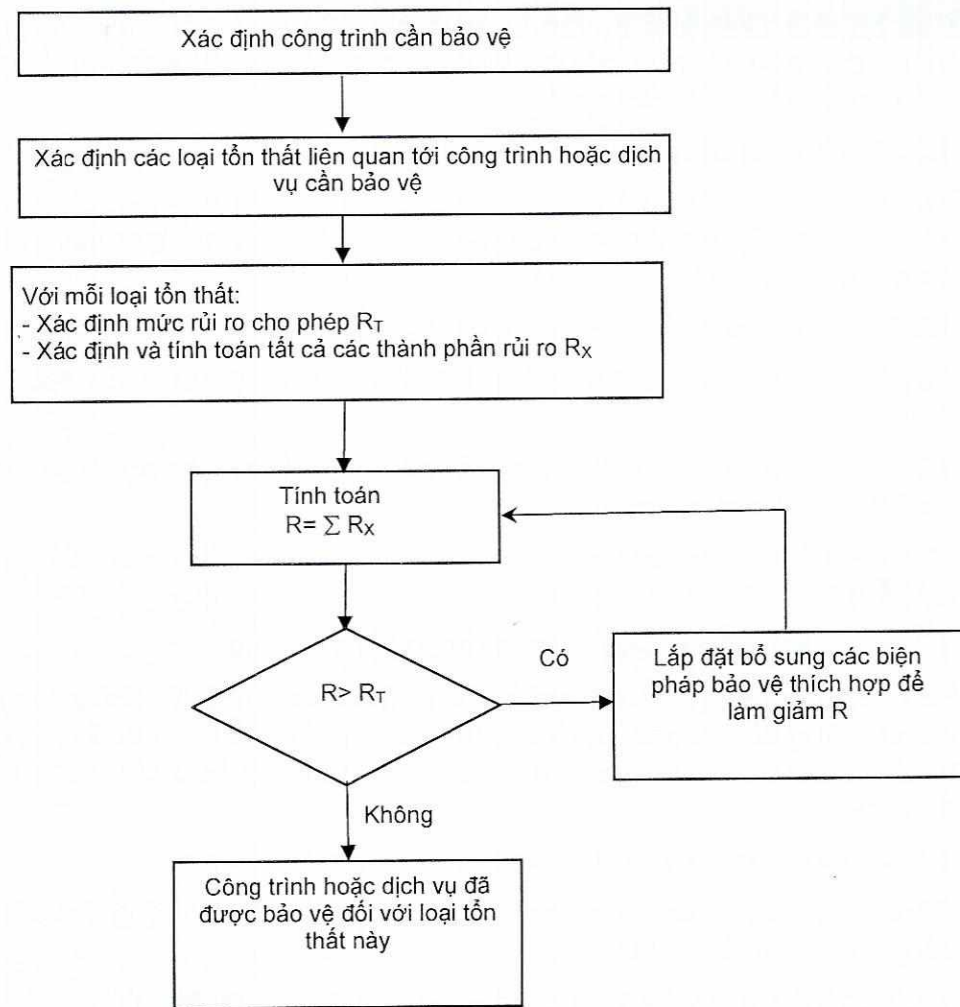 Xác định công trình cần bảo vệ
Xác định các loại tổn thất liên quan tới công trình hoặc dịch
vụ cần bảo vệ
Với mỗi loại tổn thất:
- Xác định mức rủi ro cho phép R_T
- Xác định và tính toán tất cả các thành phần rủi ro R_X
Tính toán
R= ∑ R_X
R> R_T
Có
Lắp đặt bổ sung các biện
pháp bảo vệ thích hợp để
làm giảm R
Không
Công trình hoặc dịch vụ đã
được bảo vệ đối với loại tổn
thất này